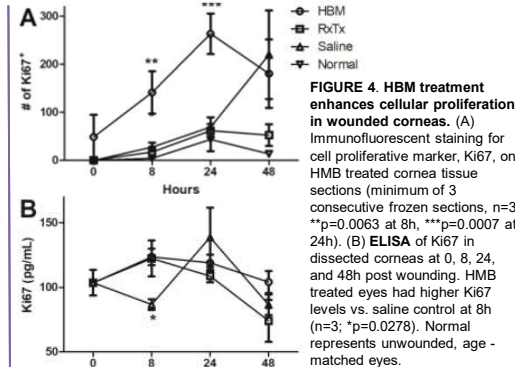 A
300
200
100
0
# of Ki67+
**
***
0
8
24
48
Hours
HBM
RxTx
Saline
Normal
B
150
100
50
Ki67 (pg/mL)
*
0
8
24
48
FIGURE 4. HBM treatment
enhances cellular proliferation
in wounded corneas. (A)
Immunofluorescent staining for
cell proliferative marker, Ki67, on
HMB treated cornea tissue
sections (minimum of 3
consecutive frozen sections, n=3
**p=0.0063 at 8h, ***p=0.0007 at
24h). (B) ELISA of Ki67 in
dissected corneas at 0, 8, 24,
and 48h post wounding. HMB
treated eyes had higher Ki67
levels vs. saline control at 8h
(n=3; *p=0.0278). Normal
represents unwounded, age -
matched eyes.